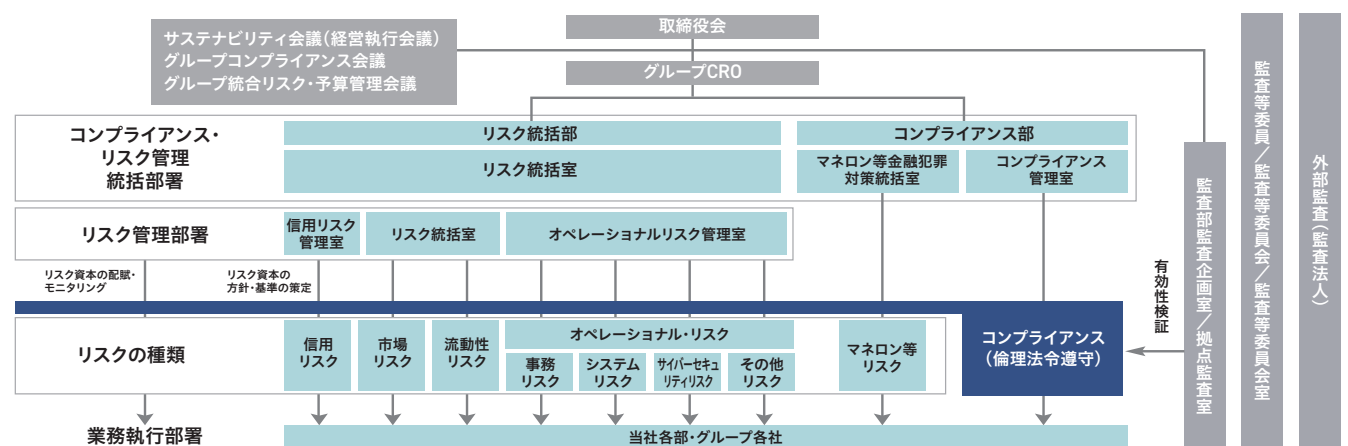 取締役会
サステナビリティ会議(経営執行会議)
グループコンプライアンス会議
グループ統合リスク・予算管理会議
グループCRO
コンプライアンス・
リスク管理
統括部署
リスク統括部
コンプライアンス部
リスク統括室
マネロン等金融犯罪
対策統括室
コンプライアンス
管理室
リスク管理部署
信用リスク
管理室
リスク統括室
オペレーショナルリスク管理室
リスク資本の配賦・
モニタリング
リスク資本の
方針・基準の策定
リスクの種類
信用
リスク
市場
リスク
流動性
リスク
オペレーショナル・リスク
事務
リスク
システム
リスク
サイバーセキュ
リティリスク
その他
リスク
マネロン等
リスク
コンプライアンス
(倫理法令遵守)
業務執行部署
当社各部・グループ各社
有効性検証
監査部監査企画室/拠点監査室
監査等委員/監査等委員会/監査等委員会室
外部監査(監査法人)